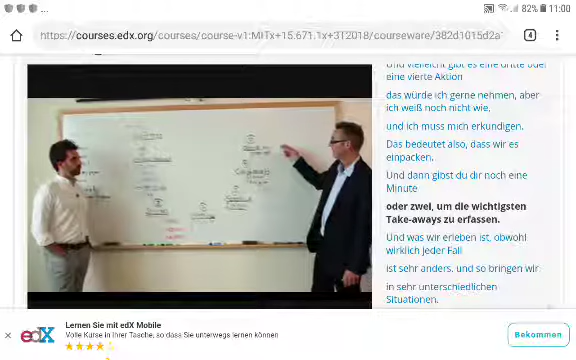 82% 11:00
https://courses.edx.org/courses/course-v1:MITx+15.671.1x+3T2018/courseware/382d1015d2a
4
Und vielleicht gibt es eine dritte oder
eine vierte Aktion
das würde ich gerne nehmen, aber
ich weiß noch nicht wie,
und ich muss mich erkundigen.
Das bedeutet also, dass wir es
einpacken.
Und dann gibst du dir noch eine
Minute
oder zwei, um die wichtigsten
Take-aways zu erfassen.
Und was wir erleben ist, obwohl
wirklich jeder Fall
ist sehr anders, und so bringen wir
in sehr unterschiedlichen
Situationen.
edX
Lernen Sie mit edX Mobile
Volle Kurse in Ihrer Tasche, so dass Sie unterwegs lernen können
Bekommen